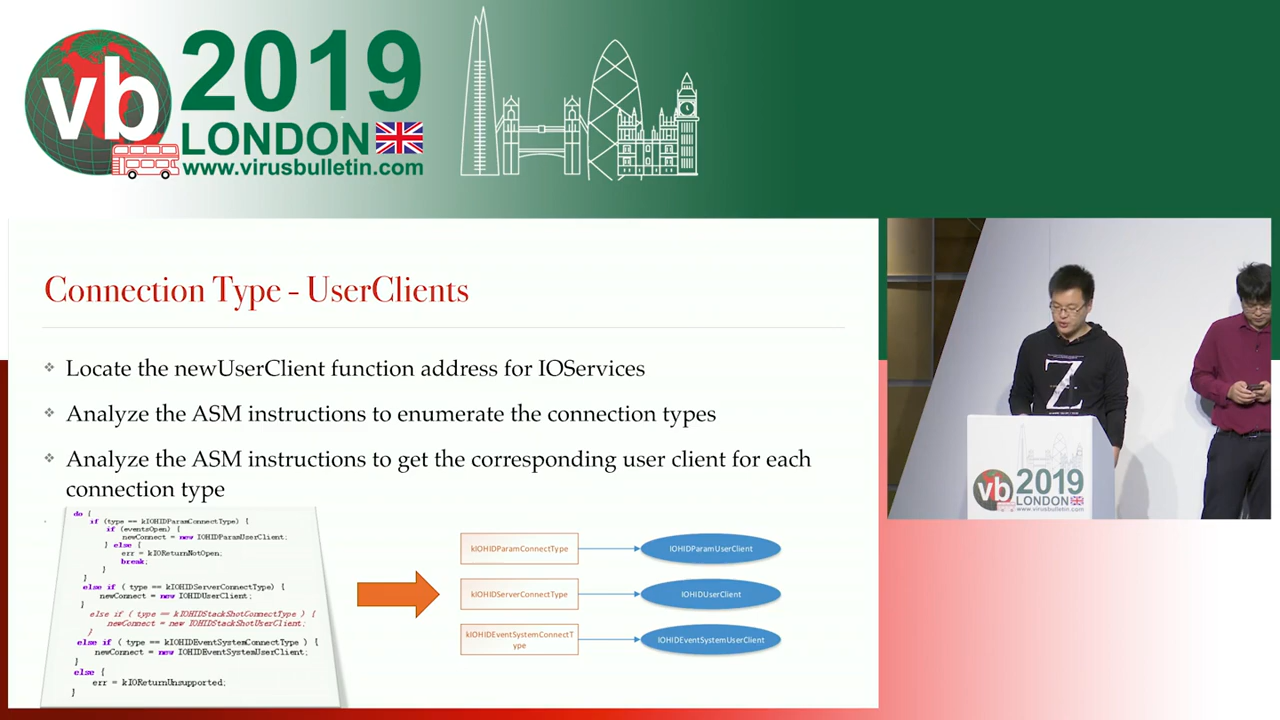 vb
2019
LONDON
www.virusbulletin.com
Connection Type - UserClients
Locate the newUserClient function address for IOServices
Analyze the ASM instructions to enumerate the connection types
Analyze the ASM instructions to get the corresponding user client for each
connection type
do {
if (type == kIOHIDParamConnectType) {
if (eventsOpen) {
newConnect = new IOHIDParamUserClient;
} else {
err = kIOReturnNotOpen;
break;
}
}
else if ( type == kIOHIDServerConnectType) {
newConnect = new IOHIDUserClient;
}
else if ( type == kIOHIDStackShotConnectType ) {
newConnect = new IOHIDStackShotUserClient;
}
else if ( type == kIOHIDEventSystemConnectType ) {
newConnect = new IOHIDEventSystemUserClient;
}
else {
err = kIOReturnUnsupported;
}
kIOHIDParamConnectType
IOHIDParamUserClient
kIOHIDServerConnectType
IOHIDUserClient
kIOHIDEventSystemConnectT
ype
IOHIDEventSystemUserClient
Z
vb
2019
LONDON
www.virusbulletin.com